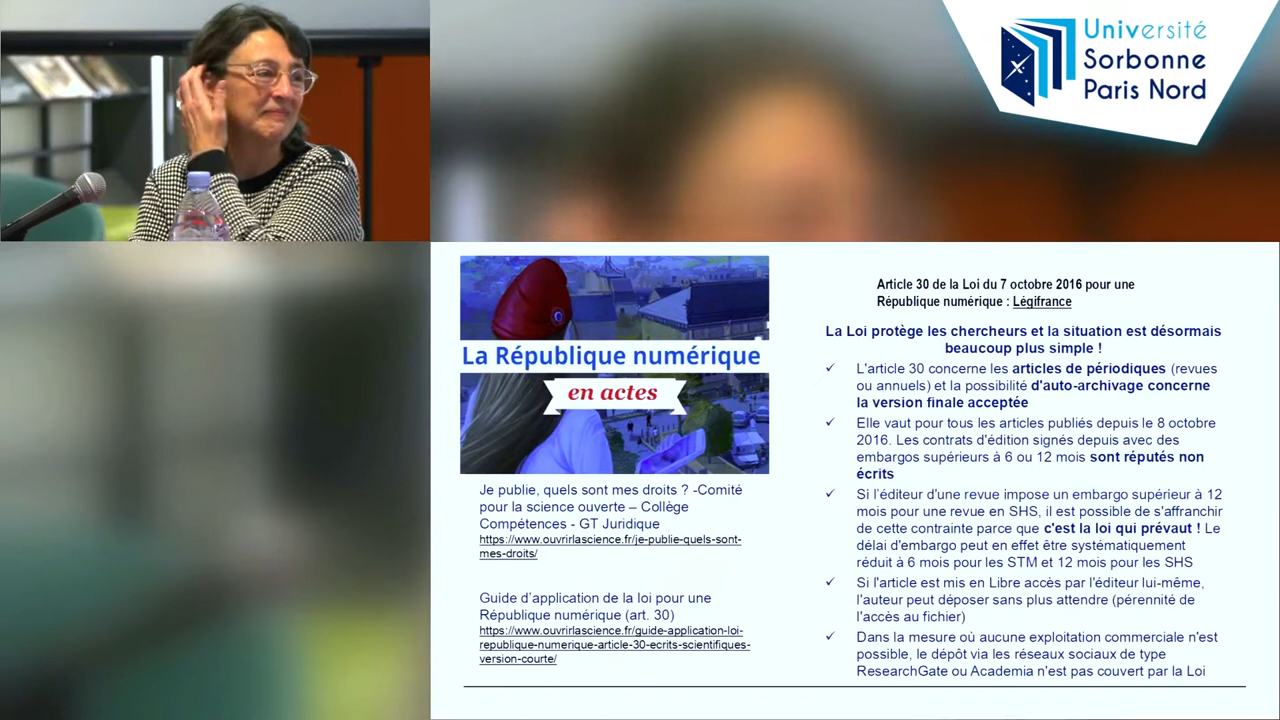 Université
Sorbonne
Paris Nord
La République numérique
en actes
Je publie, quels sont mes droits ? -Comité
pour la science ouverte – Collège
Compétences - GT Juridique
https://www.ouvrirlascience.fr/je-publie-quels-sont-
mes-droits/
Guide d’application de la loi pour une
République numérique (art. 30)
https://www.ouvrirlascience.fr/guide-application-loi-
republique-numerique-article-30-ecrits-scientifiques-
version-courte/
Article 30 de la Loi du 7 octobre 2016 pour une
République numérique : Légifrance
La Loi protège les chercheurs et la situation est désormais
beaucoup plus simple !
✓ L'article 30 concerne les articles de périodiques (revues
ou annuels) et la possibilité d'auto-archivage concerne
la version finale acceptée
✓ Elle vaut pour tous les articles publiés depuis le 8 octobre
2016. Les contrats d'édition signés depuis avec des
embargos supérieurs à 6 ou 12 mois sont réputés non
écrits
✓ Si l’éditeur d'une revue impose un embargo supérieur à 12
mois pour une revue en SHS, il est possible de s'affranchir
de cette contrainte parce que c'est la loi qui prévaut ! Le
délai d'embargo peut en effet être systématiquement
réduit à 6 mois pour les STM et 12 mois pour les SHS
✓ Si l'article est mis en Libre accès par l'éditeur lui-même,
l'auteur peut déposer sans plus attendre (pérennité de
l'accès au fichier)
✓ Dans la mesure où aucune exploitation commerciale n'est
possible, le dépôt via les réseaux sociaux de type
ResearchGate ou Academia n'est pas couvert par la Loi